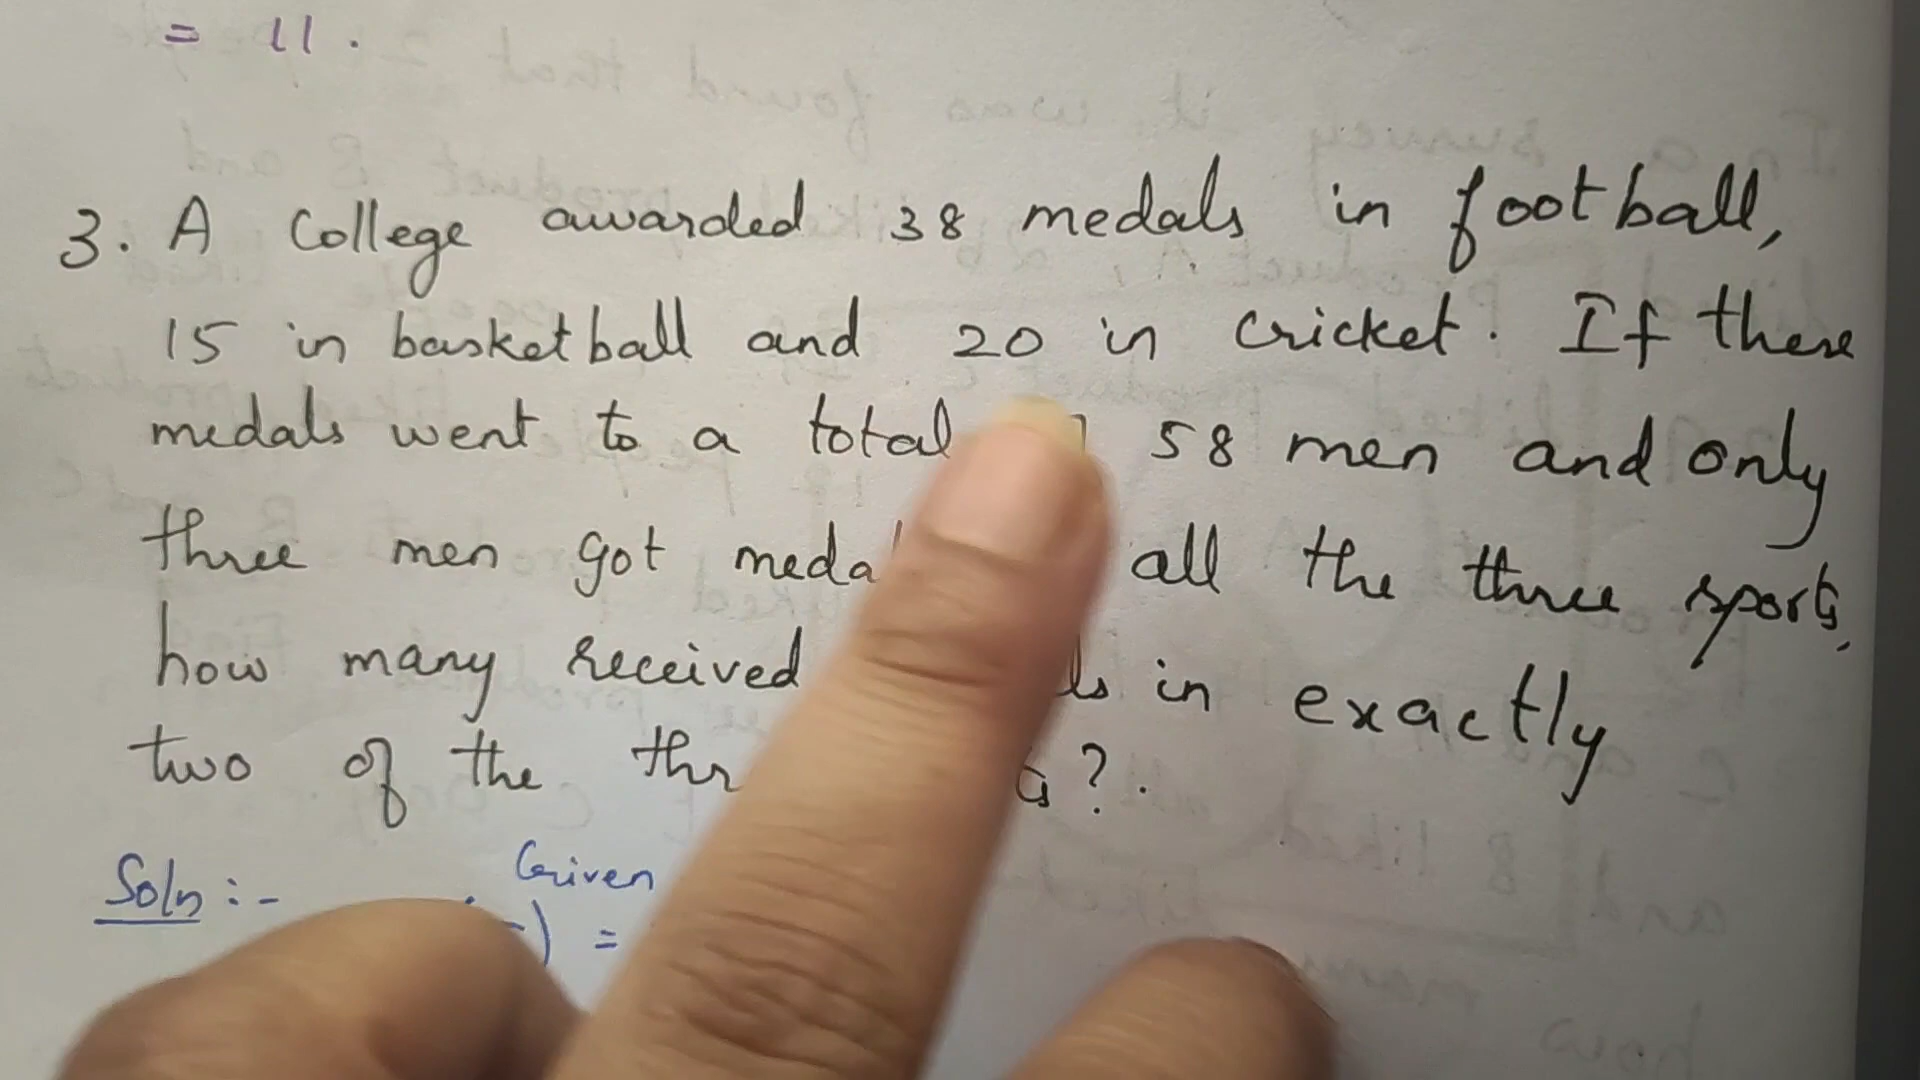 = 11.
3. A College awarded 38 medals in football,
15 in basketball and 20 in cricket. If these
medals went to a total 58 men and only
three men got all the three sports,
how many received in exactly
two of the ?.
Soln :- Given
) =